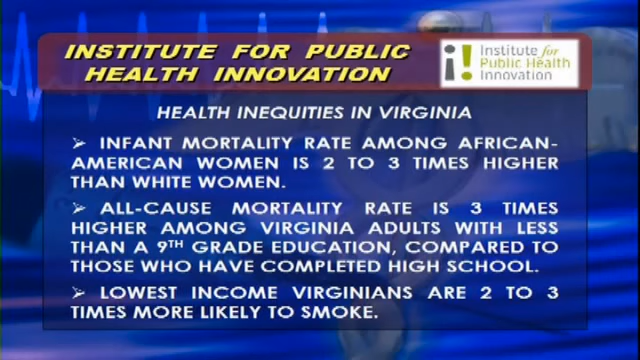 INSTITUTE FOR PUBLIC
HEALTH INNOVATION
Institute for
Public Health
Innovation
HEALTH INEQUITIES IN VIRGINIA
➢ INFANT MORTALITY RATE AMONG AFRICAN-
AMERICAN WOMEN IS 2 TO 3 TIMES HIGHER
THAN WHITE WOMEN.
➢ ALL-CAUSE MORTALITY RATE IS 3 TIMES
HIGHER AMONG VIRGINIA ADULTS WITH LESS
THAN A 9TH GRADE EDUCATION, COMPARED TO
THOSE WHO HAVE COMPLETED HIGH SCHOOL.
➢ LOWEST INCOME VIRGINIANS ARE 2 TO 3
TIMES MORE LIKELY TO SMOKE.